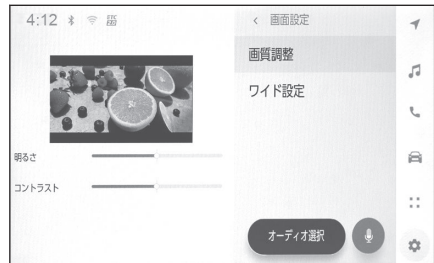 4:12
画面設定
画質調整
ワイド設定
明るさ
コントラスト
オーディオ選択